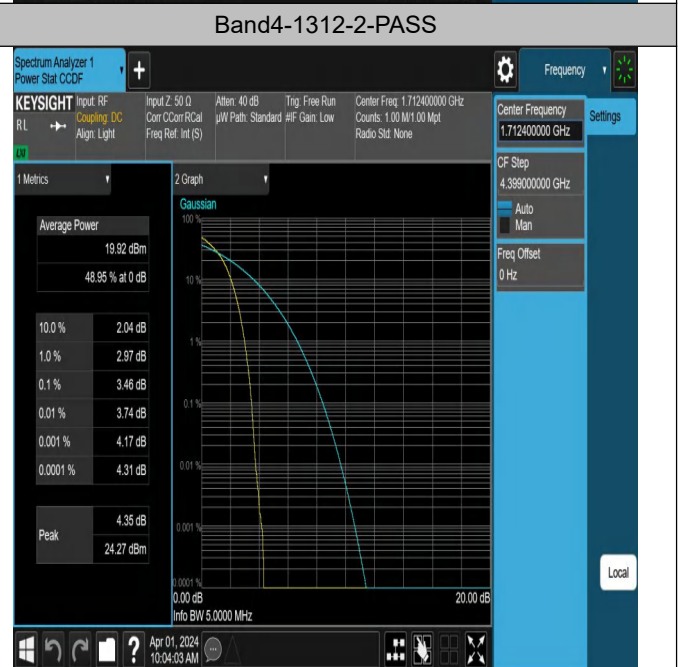 Band4-1312-2-PASS
Spectrum Analyzer 1
Power Stat CCDF
+
Frequency
KEYSIGHT
RL
Input: RF
Coupling: DC
Align: Light
Input Z: 50 Ω
Corr CCorr RCal
Freq Ref: Int (S)
Atten: 40 dB
µW Path: Standard
Trig: Free Run
#IF Gain: Low
Center Freq: 1.712400000 GHz
Counts: 1.00 M/1.00 Mpt
Radio Std: None
Center Frequency
1.712400000 GHz
Settings
CF Step
4.399000000 GHz
Auto
Man
Freq Offset
0 Hz
1 Metrics
Average Power
19.92 dBm
48.95 % at 0 dB
10.0 % 2.04 dB
1.0 % 2.97 dB
0.1 % 3.46 dB
0.01 % 3.74 dB
0.001 % 4.17 dB
0.0001 % 4.31 dB
Peak
4.35 dB
24.27 dBm
2 Graph
Gaussian
100 %
10 %
1 %
0.1 %
0.01 %
0.001 %
0.0001 %
0.00 dB 20.00 dB
Info BW 5.0000 MHz
Local
?
Apr 01, 2024
10:04:03 AM